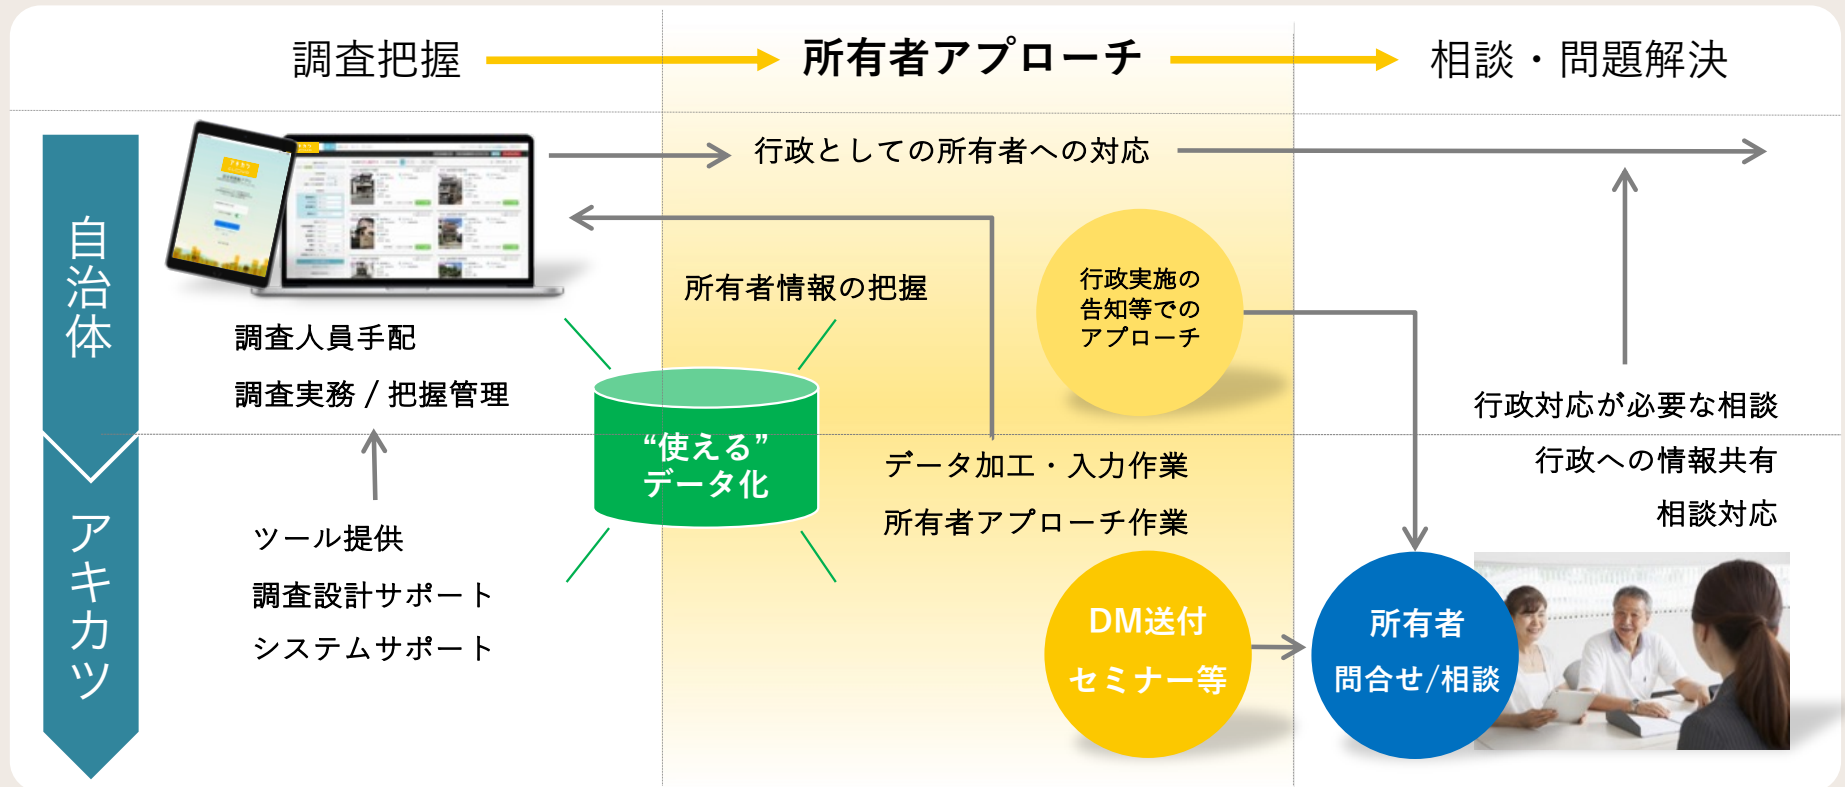 調査把握
所有者アプローチ
相談・問題解決
自治体
行政としての所有者への対応
所有者情報の把握
行政実施の
告知等での
アプローチ
調査人員手配
調査実務 / 把握管理
行政対応が必要な相談
“使える”
データ化
アキカツ
データ加工・入力作業
所有者アプローチ作業
行政への情報共有
相談対応
ツール提供
調査設計サポート
システムサポート
DM送付
セミナー等
所有者
問合せ/相談